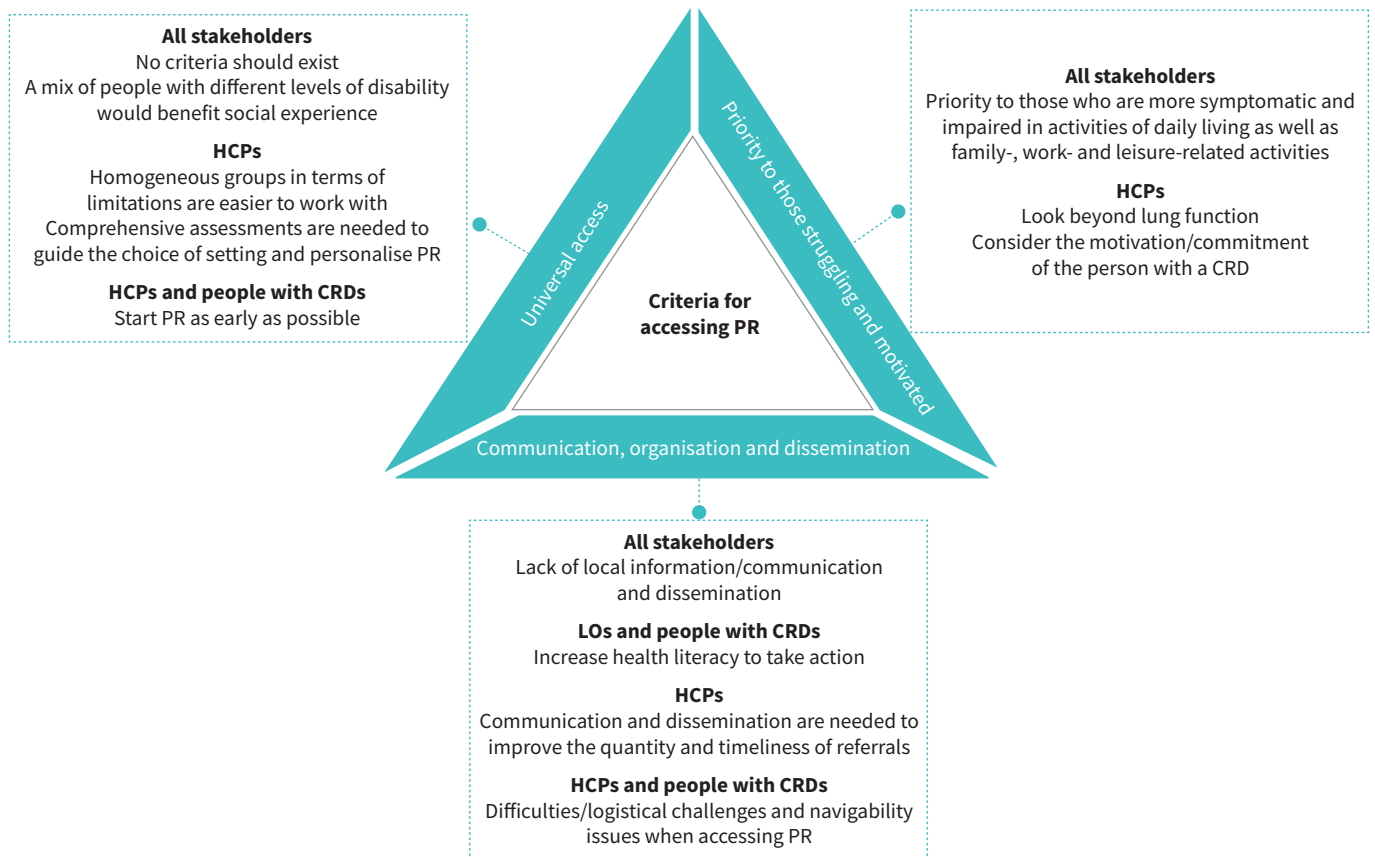 All stakeholders
No criteria should exist
A mix of people with different levels of disability
would benefit social experience
HCPs
Homogeneous groups in terms of
limitations are easier to work with
Comprehensive assessments are needed to
guide the choice of setting and personalise PR
HCPs and people with CRDs
Start PR as early as possible
Universal access
Criteria for
accessing PR
Priority to those struggling and motivated
All stakeholders
Priority to those who are more symptomatic and
impaired in activities of daily living as well as
family-, work- and leisure-related activities
HCPs
Look beyond lung function
Consider the motivation/commitment
of the person with a CRD
Communication, organisation and dissemination
All stakeholders
Lack of local information/communication
and dissemination
LOs and people with CRDs
Increase health literacy to take action
HCPs
Communication and dissemination are needed to
improve the quantity and timeliness of referrals
HCPs and people with CRDs
Difficulties/logistical challenges and navigability
issues when accessing PR